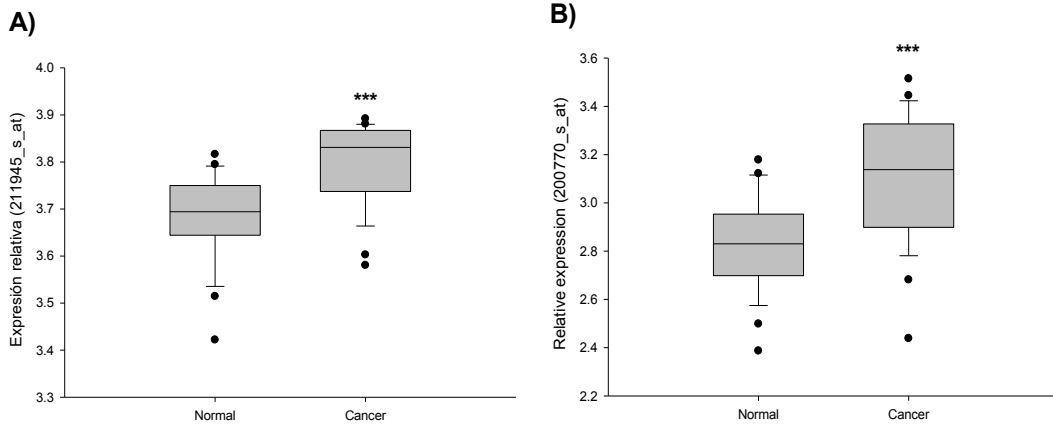 A)
Expresión relativa (211945_s_at)
4.0
3.9
3.8
3.7
3.6
3.5
3.4
3.3
***
Normal
Cancer
B)
Relative expression (200770_s_at)
3.6
3.4
3.2
3.0
2.8
2.6
2.4
2.2
***
Normal
Cancer